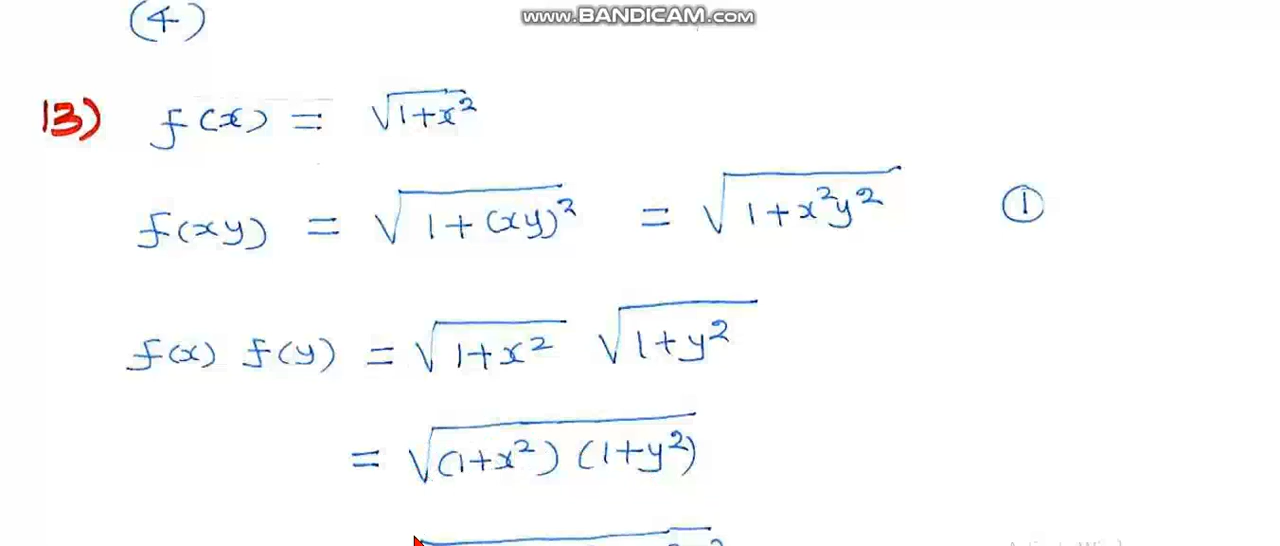 www.BANDICAM.com
(4)
13) f(x) = √1+x²
f(xy) = √1+(xy)² = √1+x²y² ①
f(x) f(y) = √1+x² √1+y²
= √(1+x²) (1+y²)